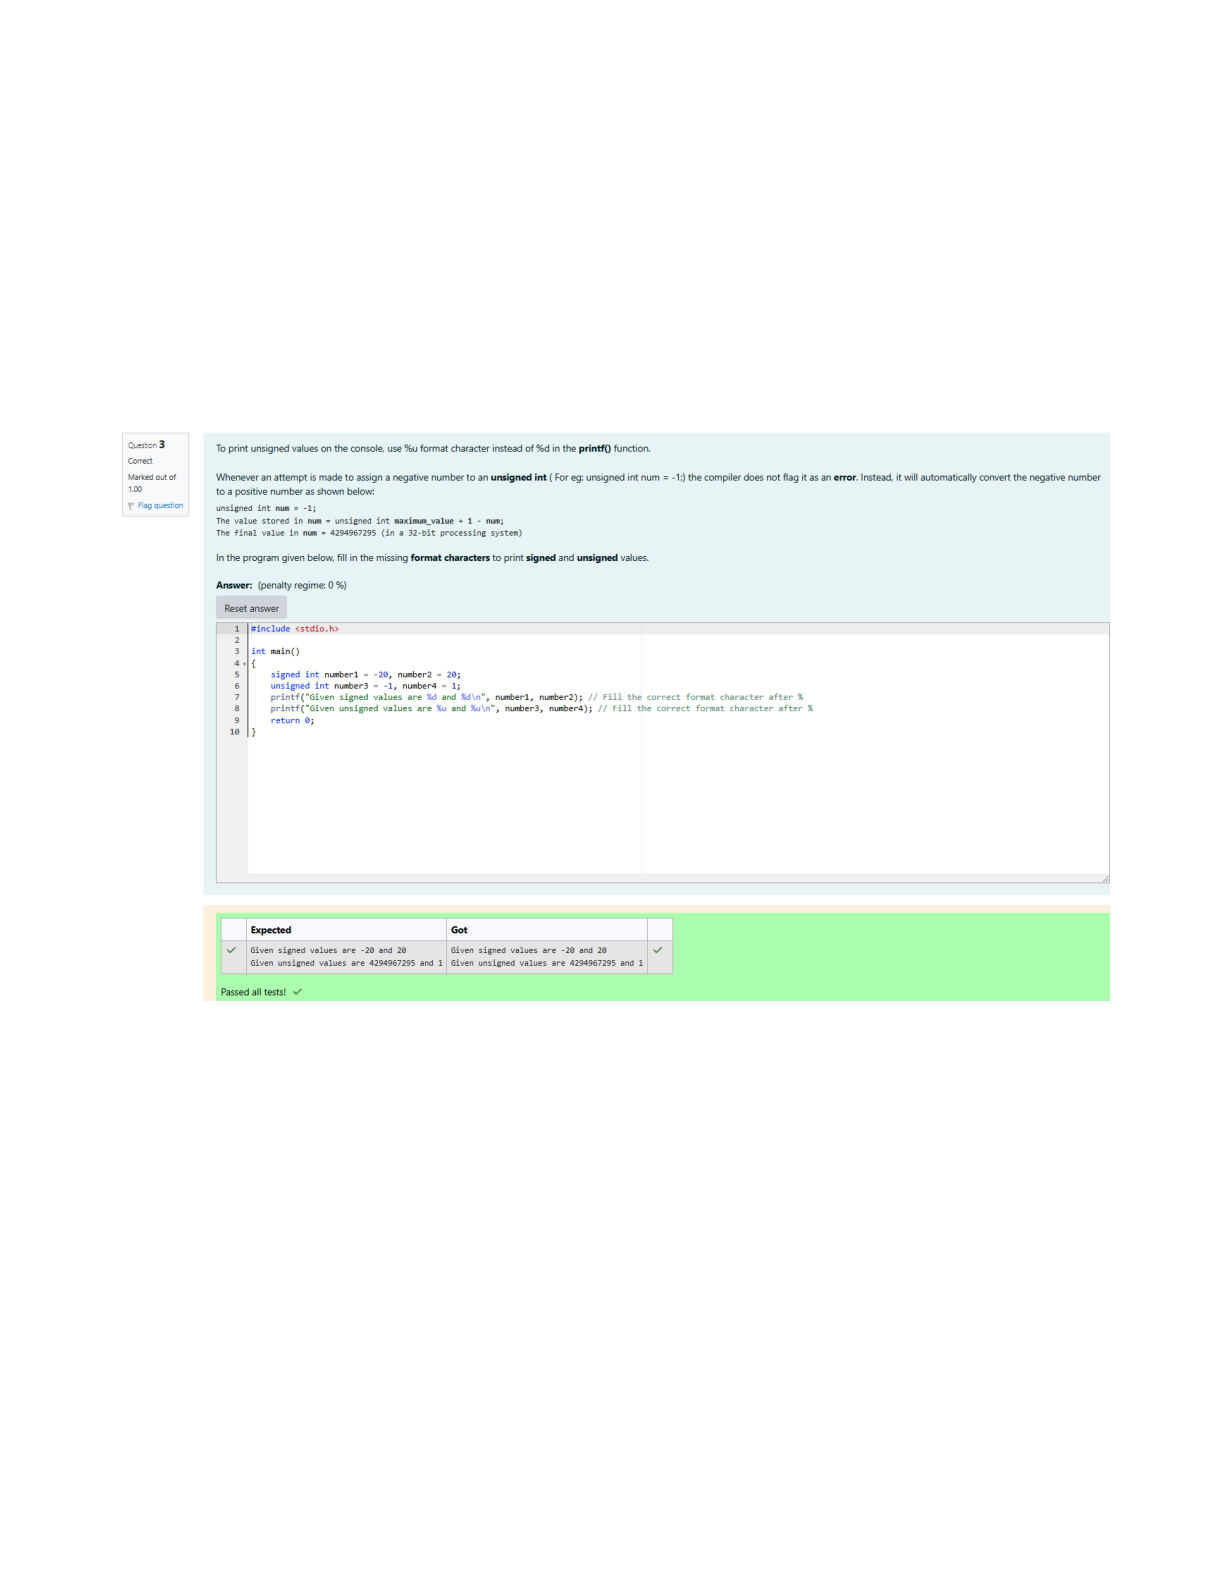 Question 3
Correct
Marked out of
1.00
Flag question
To print unsigned values on the console, use %u format character instead of %d in the printf() function.
Whenever an attempt is made to assign a negative number to an unsigned int ( For eg: unsigned int num = -1;) the compiler does not flag it as an error. Instead, it will automatically convert the negative number
to a positive number as shown below:
unsigned int num = -1;
The value stored in num = unsigned int maximum_value + 1 - num;
The final value in num = 4294967295 (in a 32-bit processing system)
In the program given below, fill in the missing format characters to print signed and unsigned values.
Answer: (penalty regime: 0 %)
Reset answer
1 #include <stdio.h>
2
3 int main()
4 {
5 signed int number1 = -20, number2 = 20;
6 unsigned int number3 = -1, number4 = 1;
7 printf("Given signed values are %d and %d\n", number1, number2); // Fill the correct format character after %
8 printf("Given unsigned values are %u and %u\n", number3, number4); // Fill the correct format character after %
9 return 0;
10 }
Expected Got
Given signed values are -20 and 20 Given signed values are -20 and 20
Given unsigned values are 4294967295 and 1 Given unsigned values are 4294967295 and 1
Passed all tests!